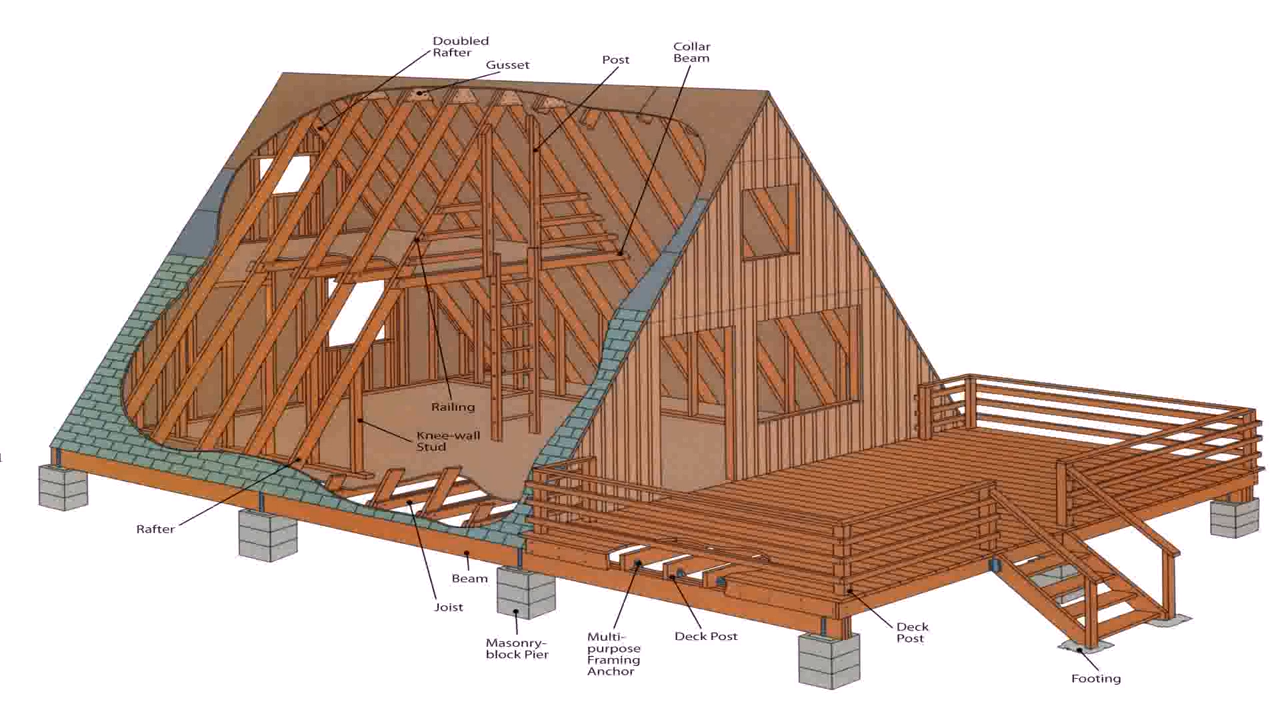 Doubled
Rafter
Gusset
Post
Collar
Beam
Railing
Knee-wall
Stud
Rafter
Beam
Joist
Masonry-
block Pier
Multi-
purpose
Framing
Anchor
Deck Post
Deck
Post
Footing